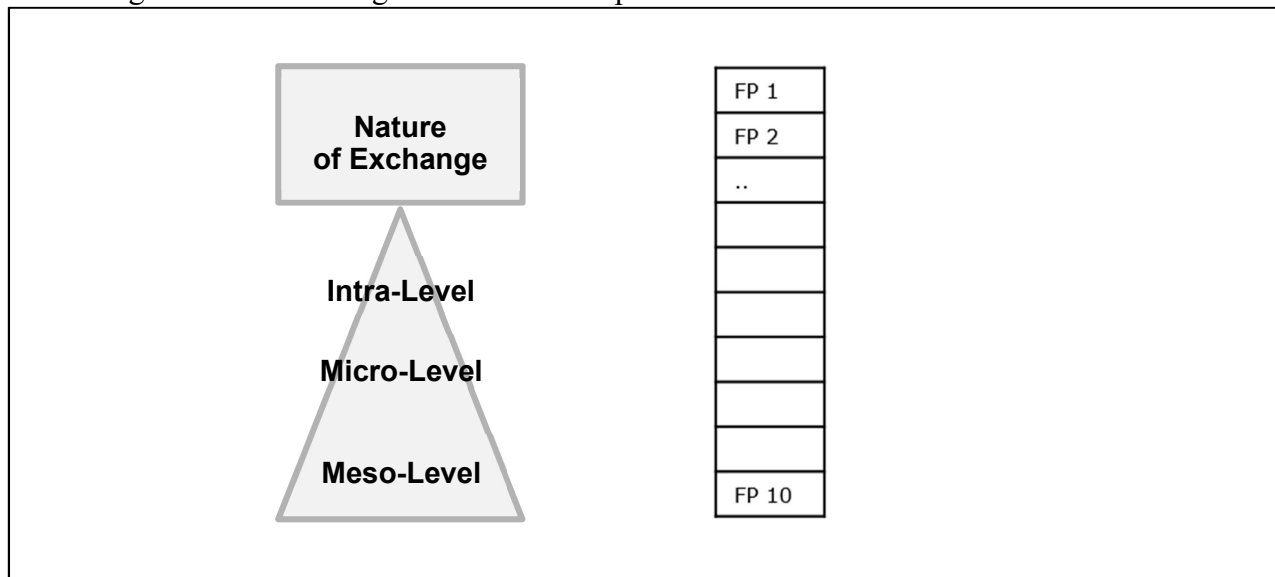 Nature
of Exchange
Intra-Level
Micro-Level
Meso-Level
FP 1
FP 2
..
FP 10